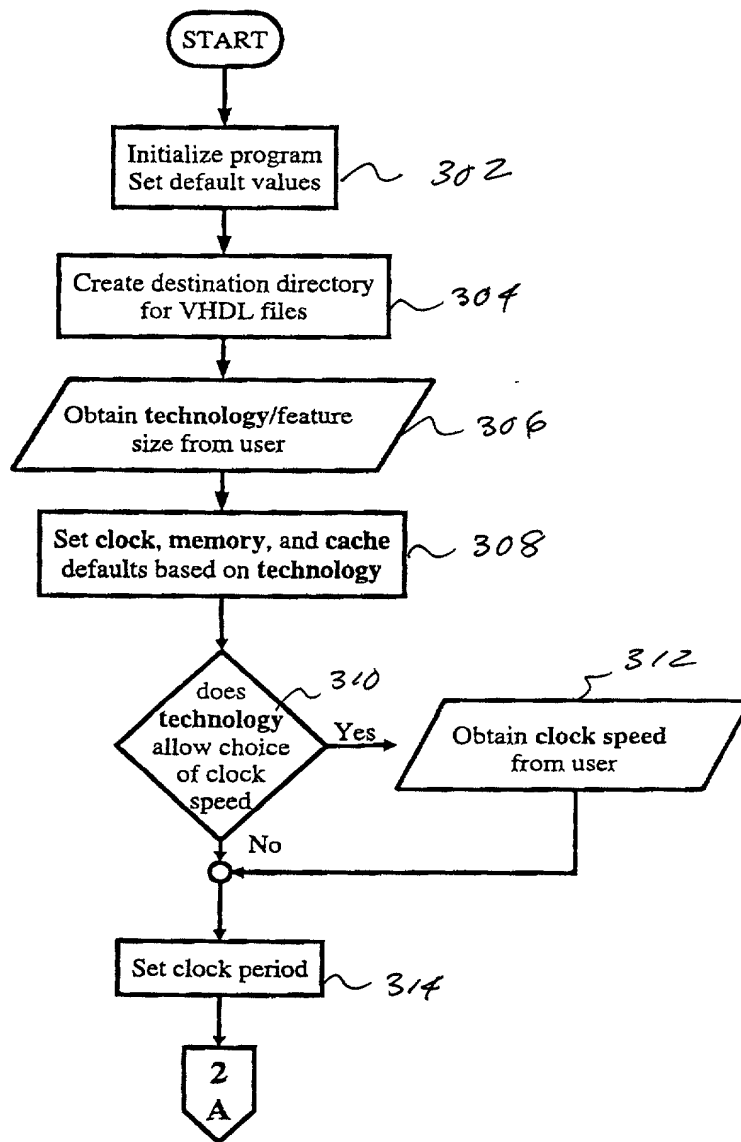 START
Initialize program
Set default values
302
Create destination directory
for VHDL files
304
Obtain technology/feature
size from user
306
Set clock, memory, and cache
defaults based on technology
308
does
technology
allow choice
of clock
speed
310
Yes
312
Obtain clock speed
from user
No
Set clock period
314
2
A